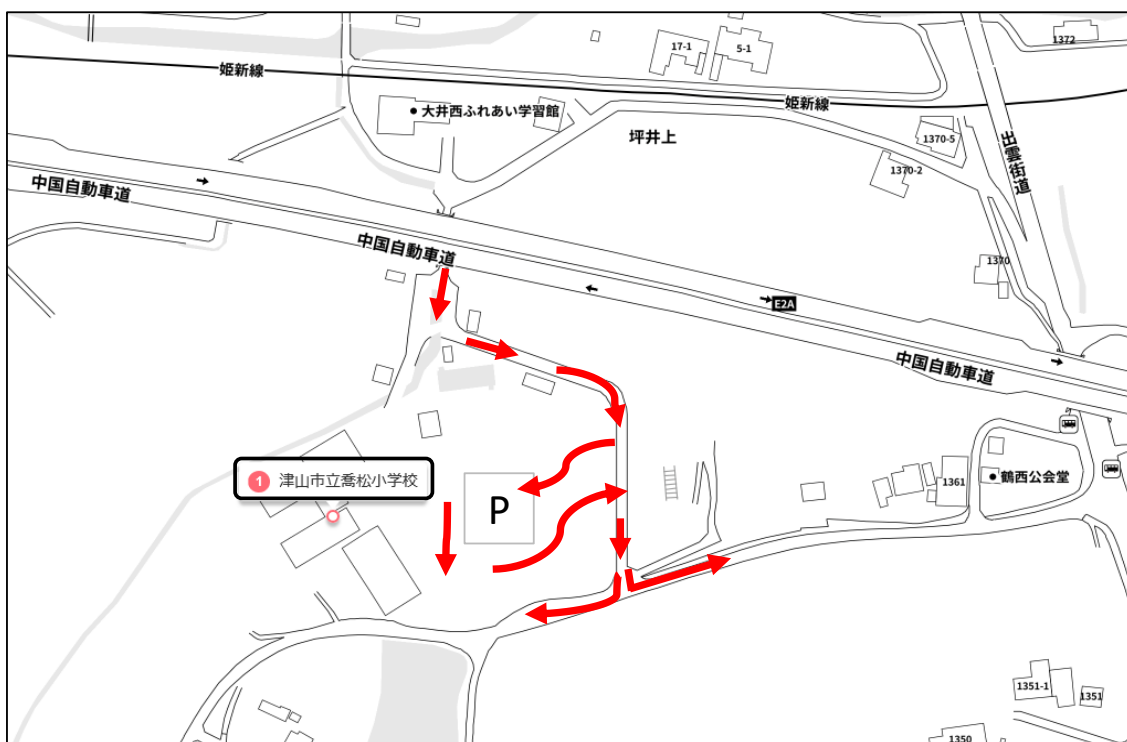 1372
17-1
5-1
姫新線
姫新線
大井西ふれあい学習館
坪井上
1370-5
出雲街道
1370-2
中国自動車道
中国自動車道
1370
E2A
中国自動車道
1 津山市立喬松小学校
P
鶴西公会堂
1361
1351-1
1351
1350